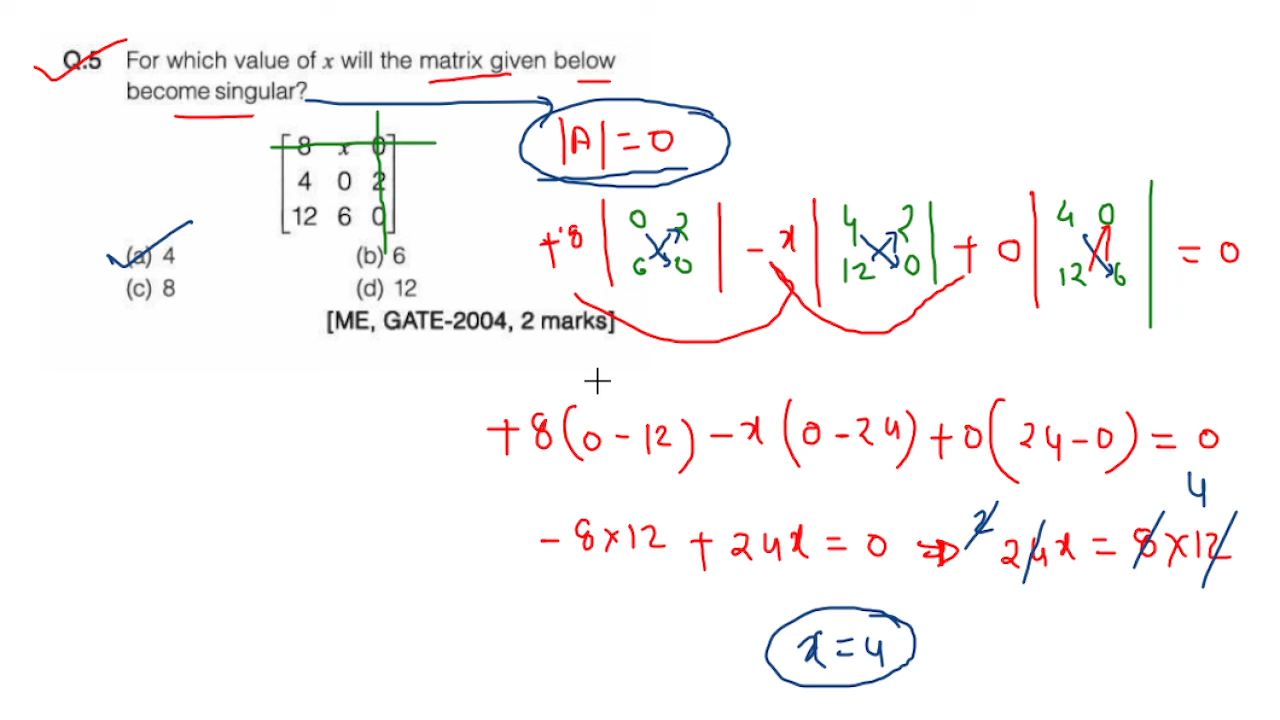 Q.5 For which value of x will the matrix given below
become singular?
|A| = 0
[8 x 0]
[4 0 2]
[12 6 0]
+8 |0 2| - x |4 2| + 0 |4 0| = 0
|6 0| |12 0| |12 6|
(a) 4 (b) 6
(c) 8 (d) 12
[ME, GATE-2004, 2 marks]
+8(0-12) - x(0-24) + 0(24-0) = 0
4
-8×12 + 24x = 0 ⇒ 2 24x = 8×12
x = 4